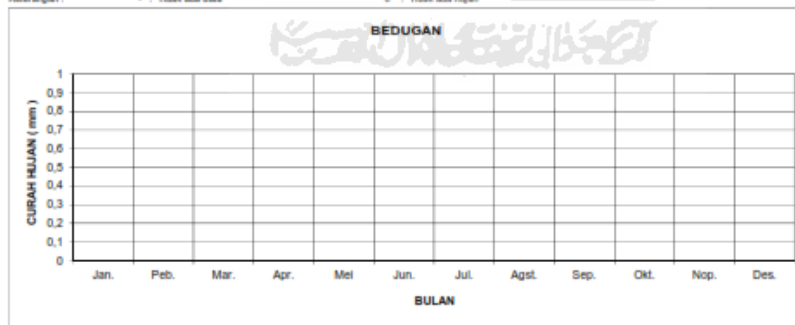 Keterangan :
BEDUGAN
CURAH HUJAN ( mm )
1
0,9
0,8
0,7
0,6
0,5
0,4
0,3
0,2
0,1
0
Jan. Peb. Mar. Apr. Mei Jun. Jul. Agst. Sep. Okt. Nop. Des.
BULAN